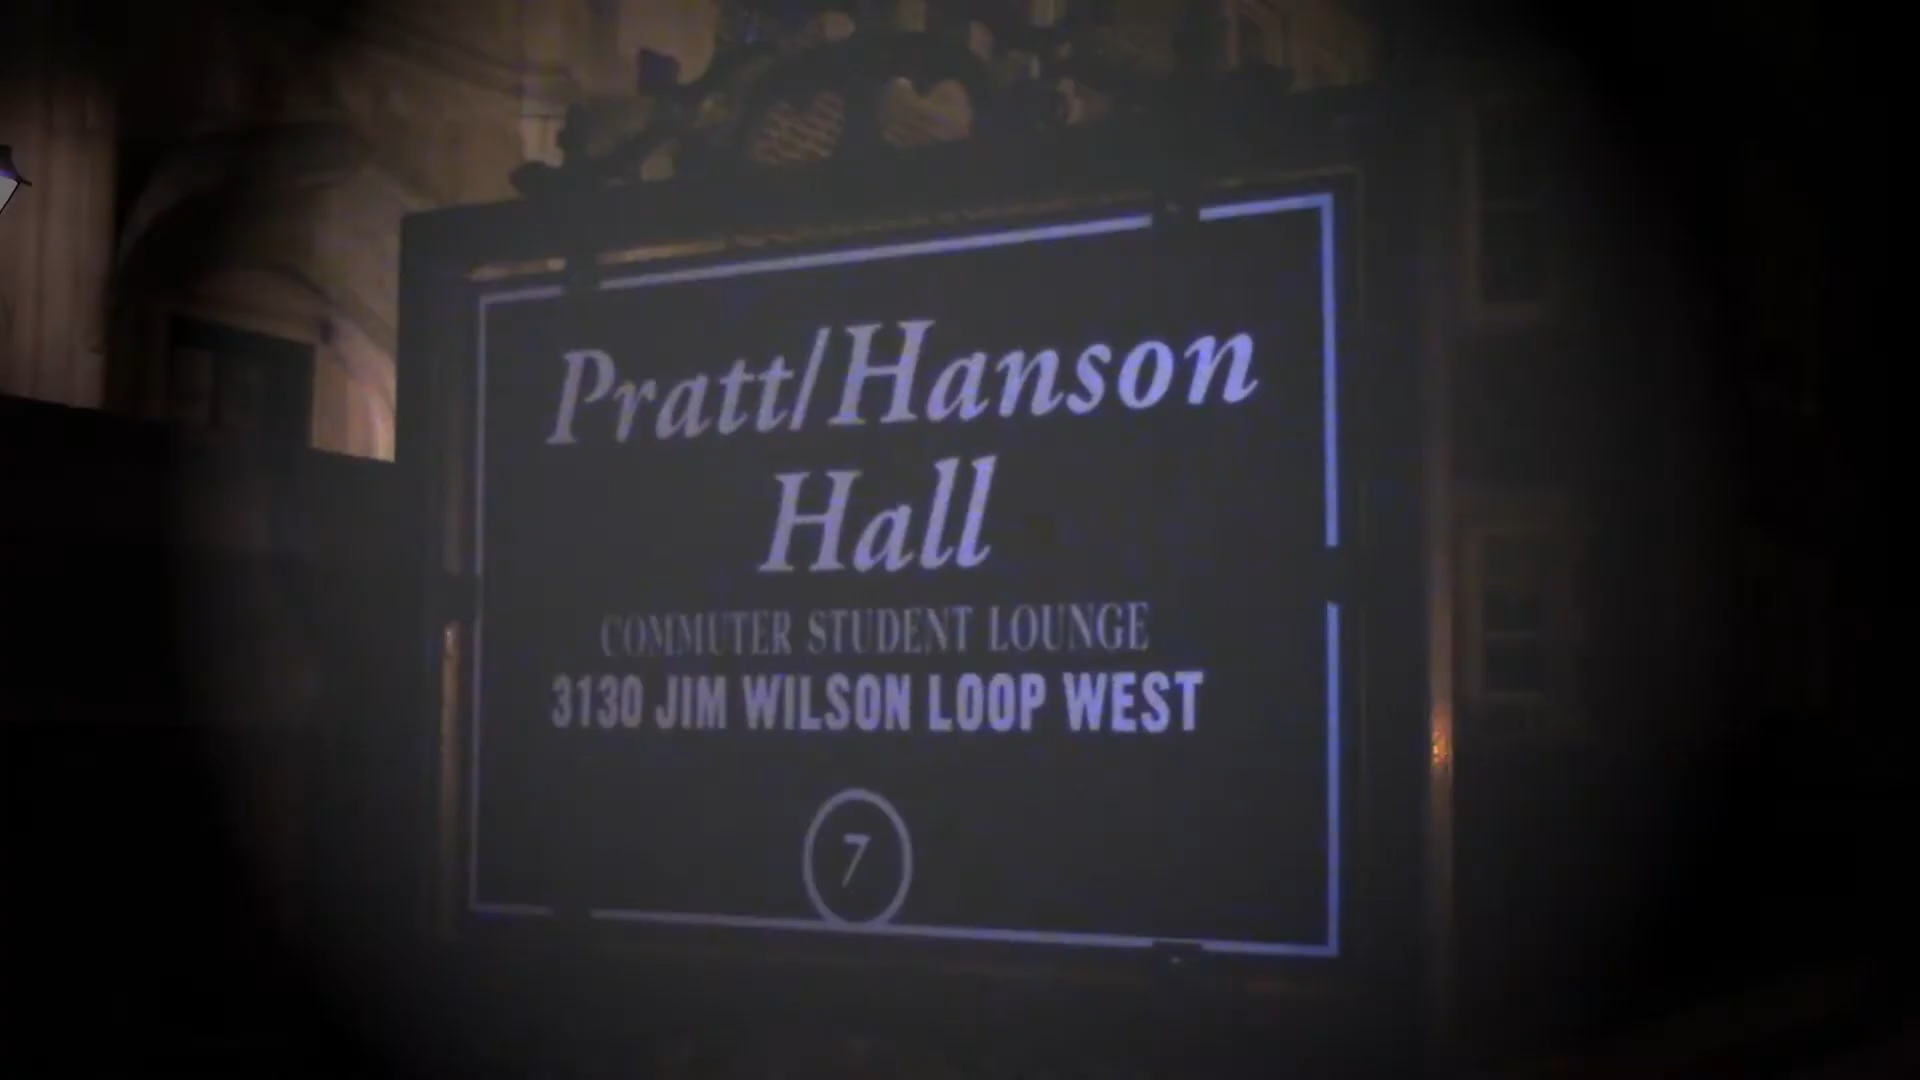 Pratt/Hanson
Hall
COMMUTER STUDENT LOUNGE
3130 JIM WILSON LOOP WEST
7